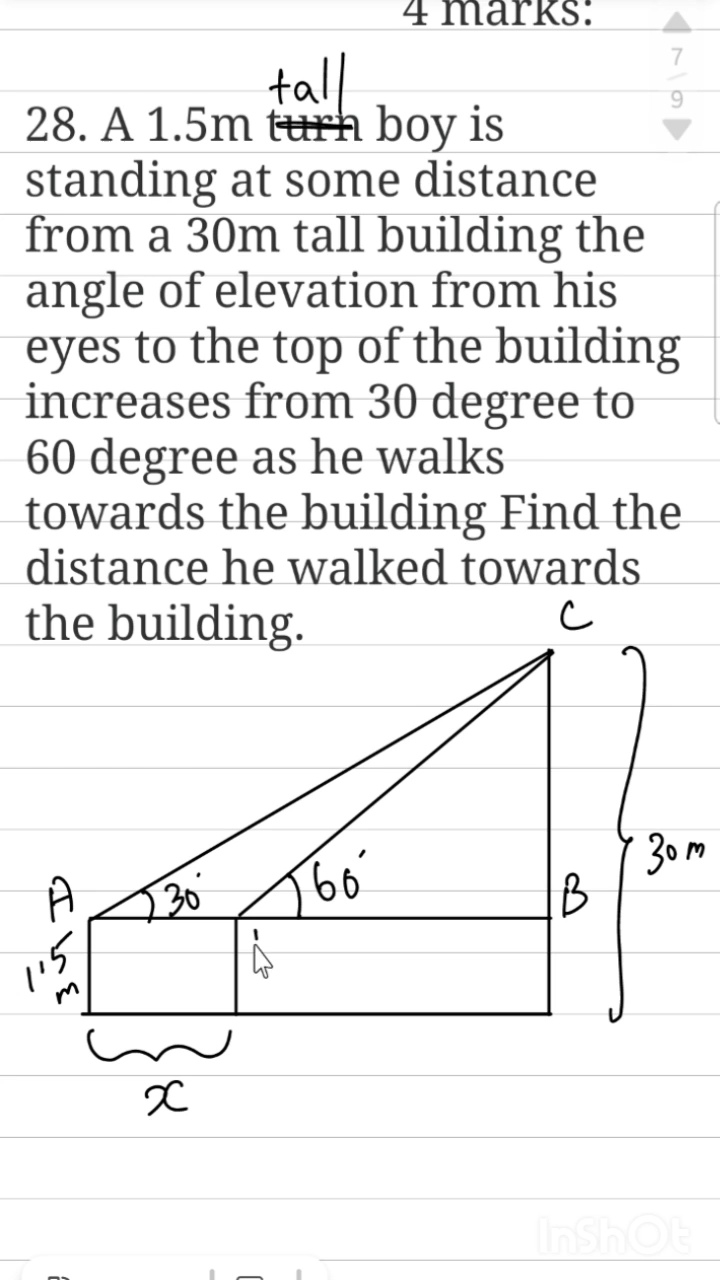 4 marks:
7
9
tall
28. A 1.5m turn boy is
standing at some distance
from a 30m tall building the
angle of elevation from his
eyes to the top of the building
increases from 30 degree to
60 degree as he walks
towards the building Find the
distance he walked towards
the building.
C
A 30° 60° B 30 m
1.5
m
x
InShOt